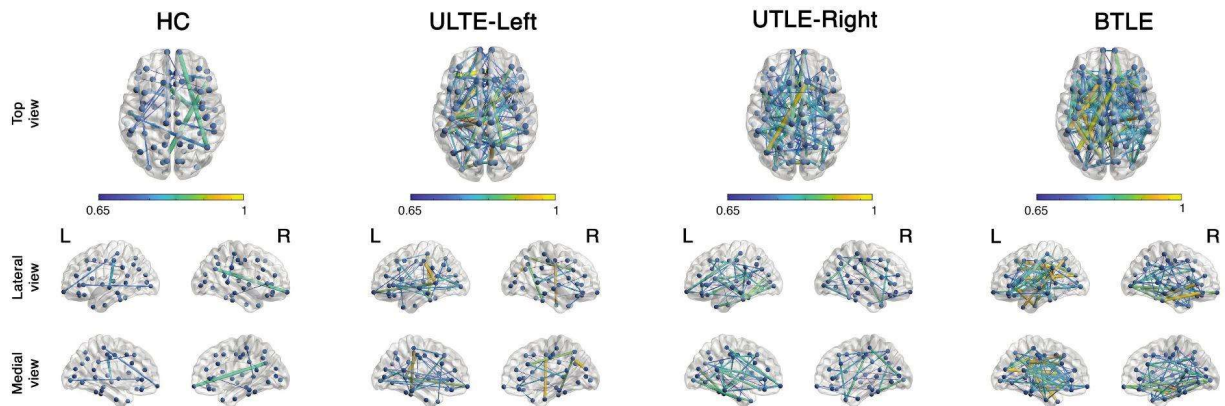 HC
ULTE-Left
UTLE-Right
BTLE
Top
view
0.65 1
0.65 1
0.65 1
0.65 1
L R
L R
L R
L R
Lateral
view
Medial
view